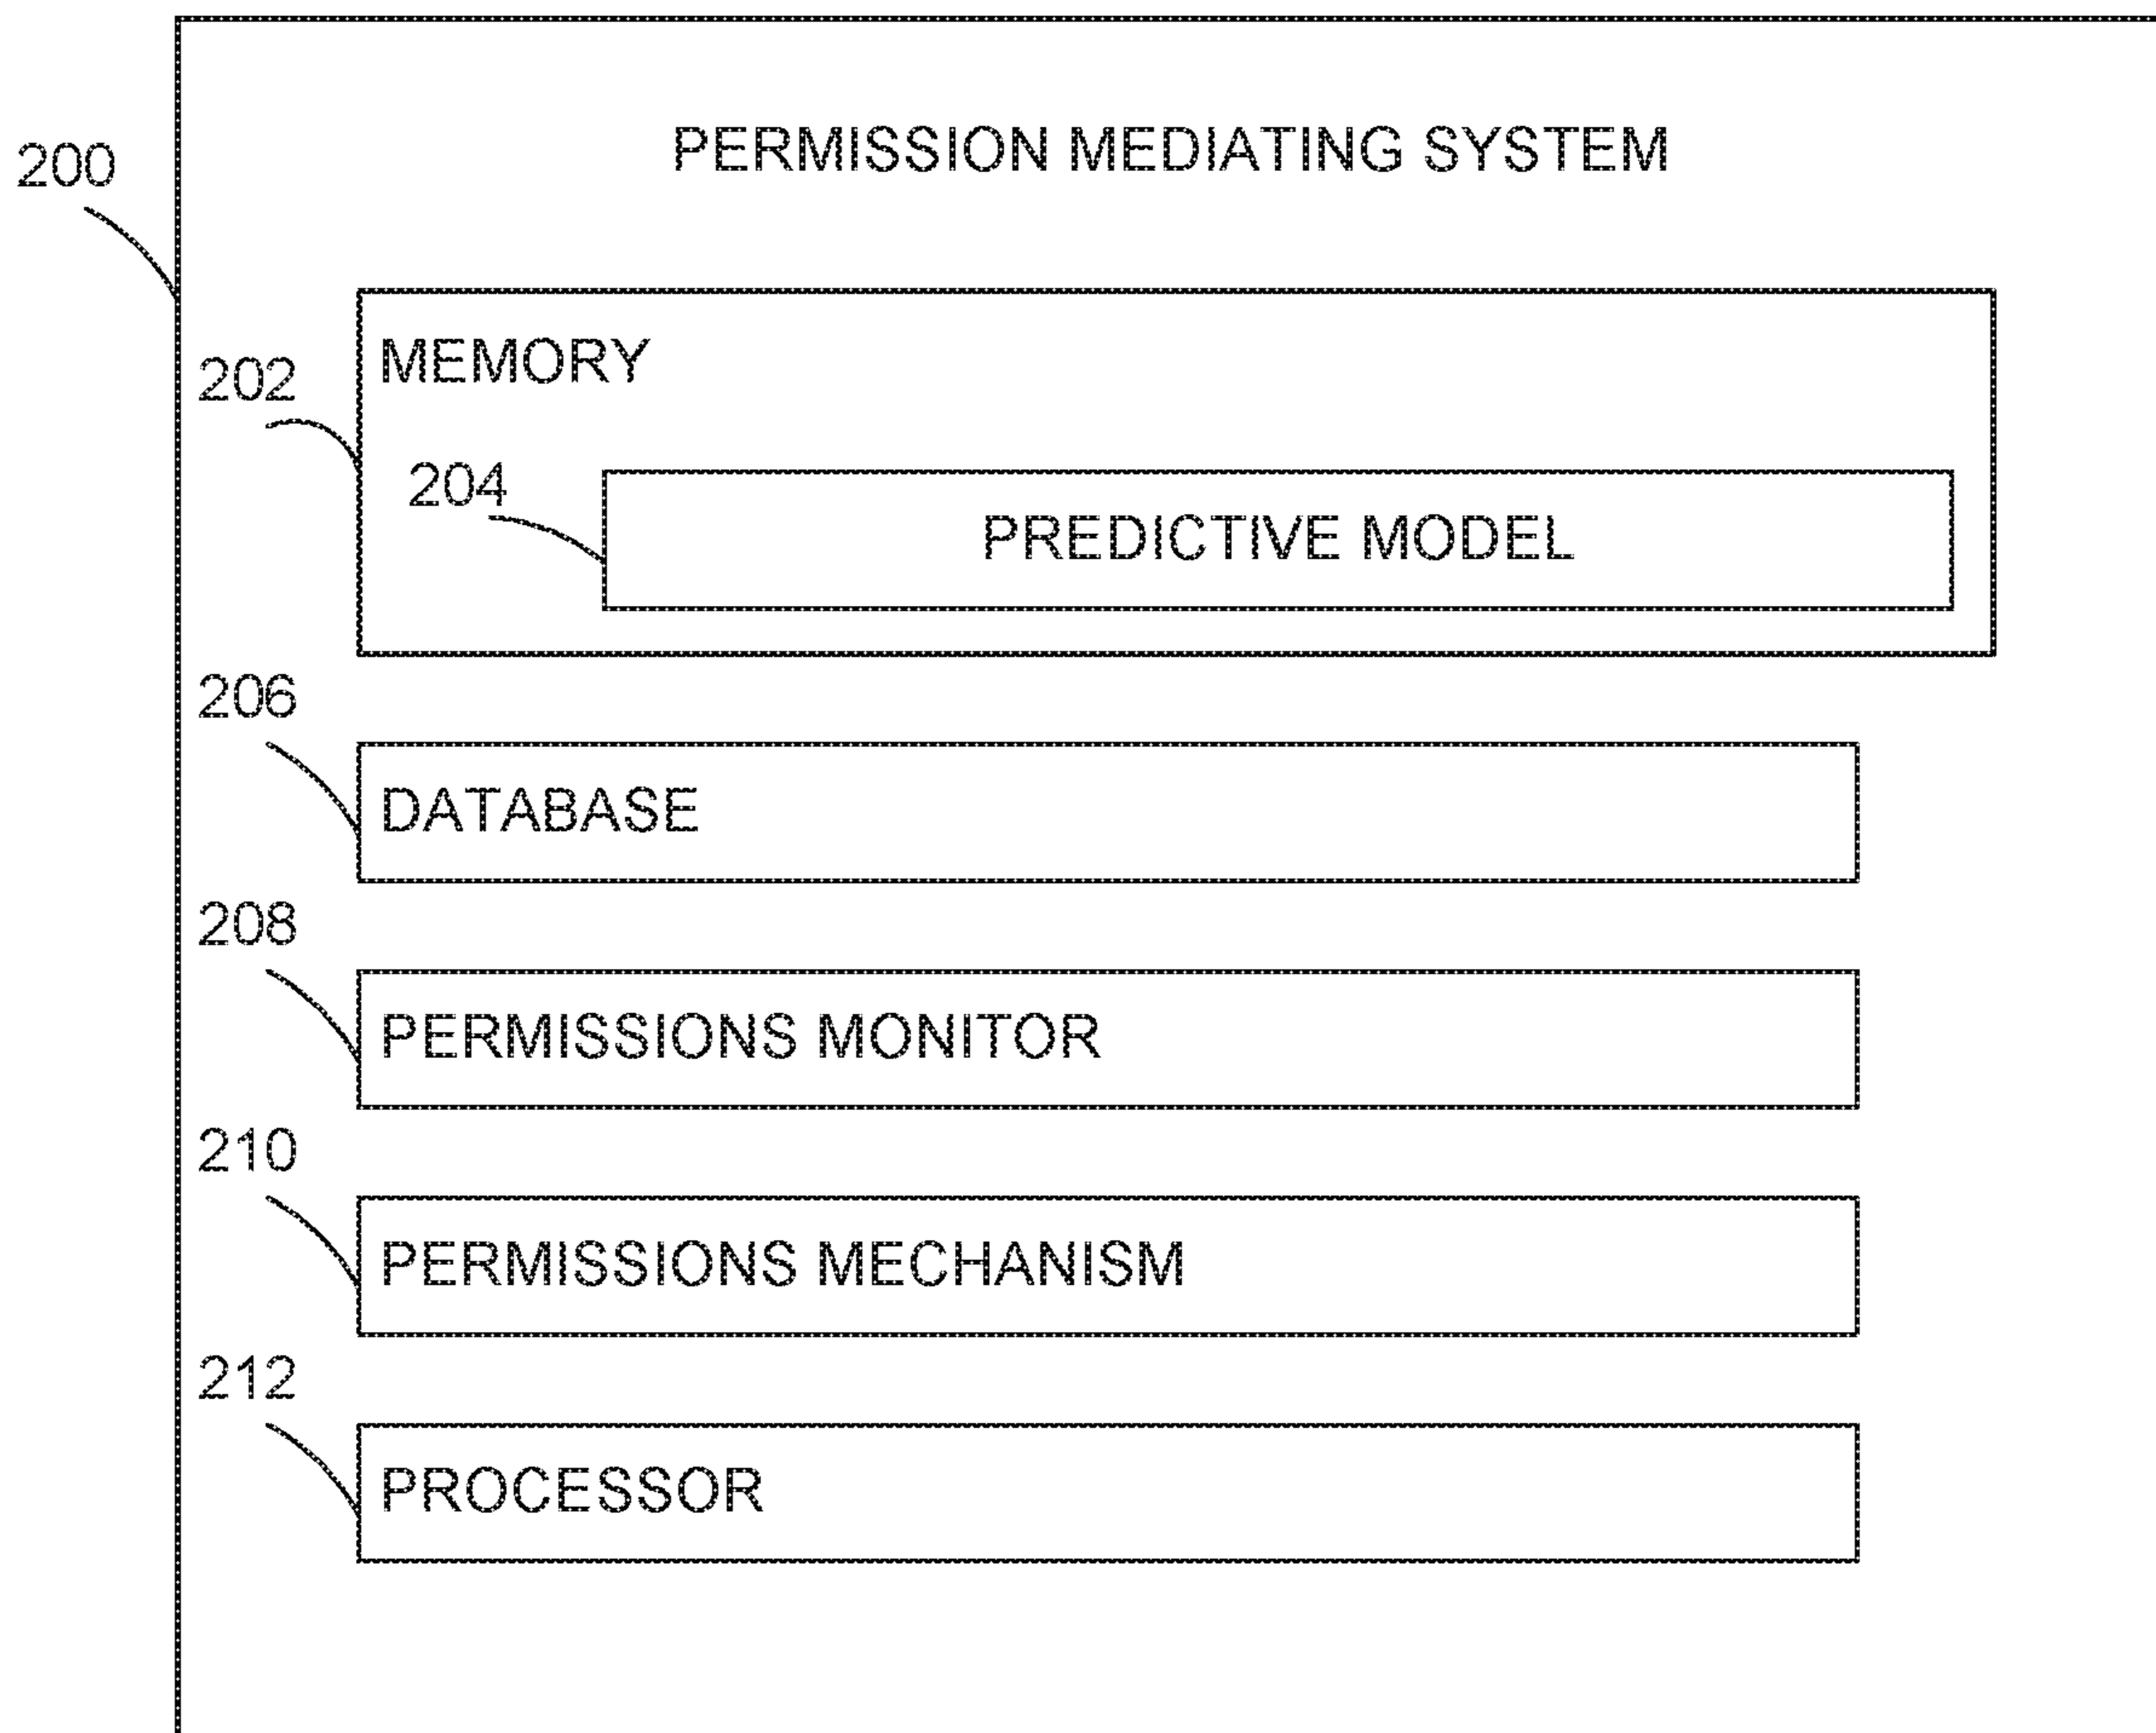 PERMISSION MEDIATING SYSTEM
200
MEMORY
202
204
PREDICTIVE MODEL
206
DATABASE
208
PERMISSIONS MONITOR
210
PERMISSIONS MECHANISM
212
PROCESSOR